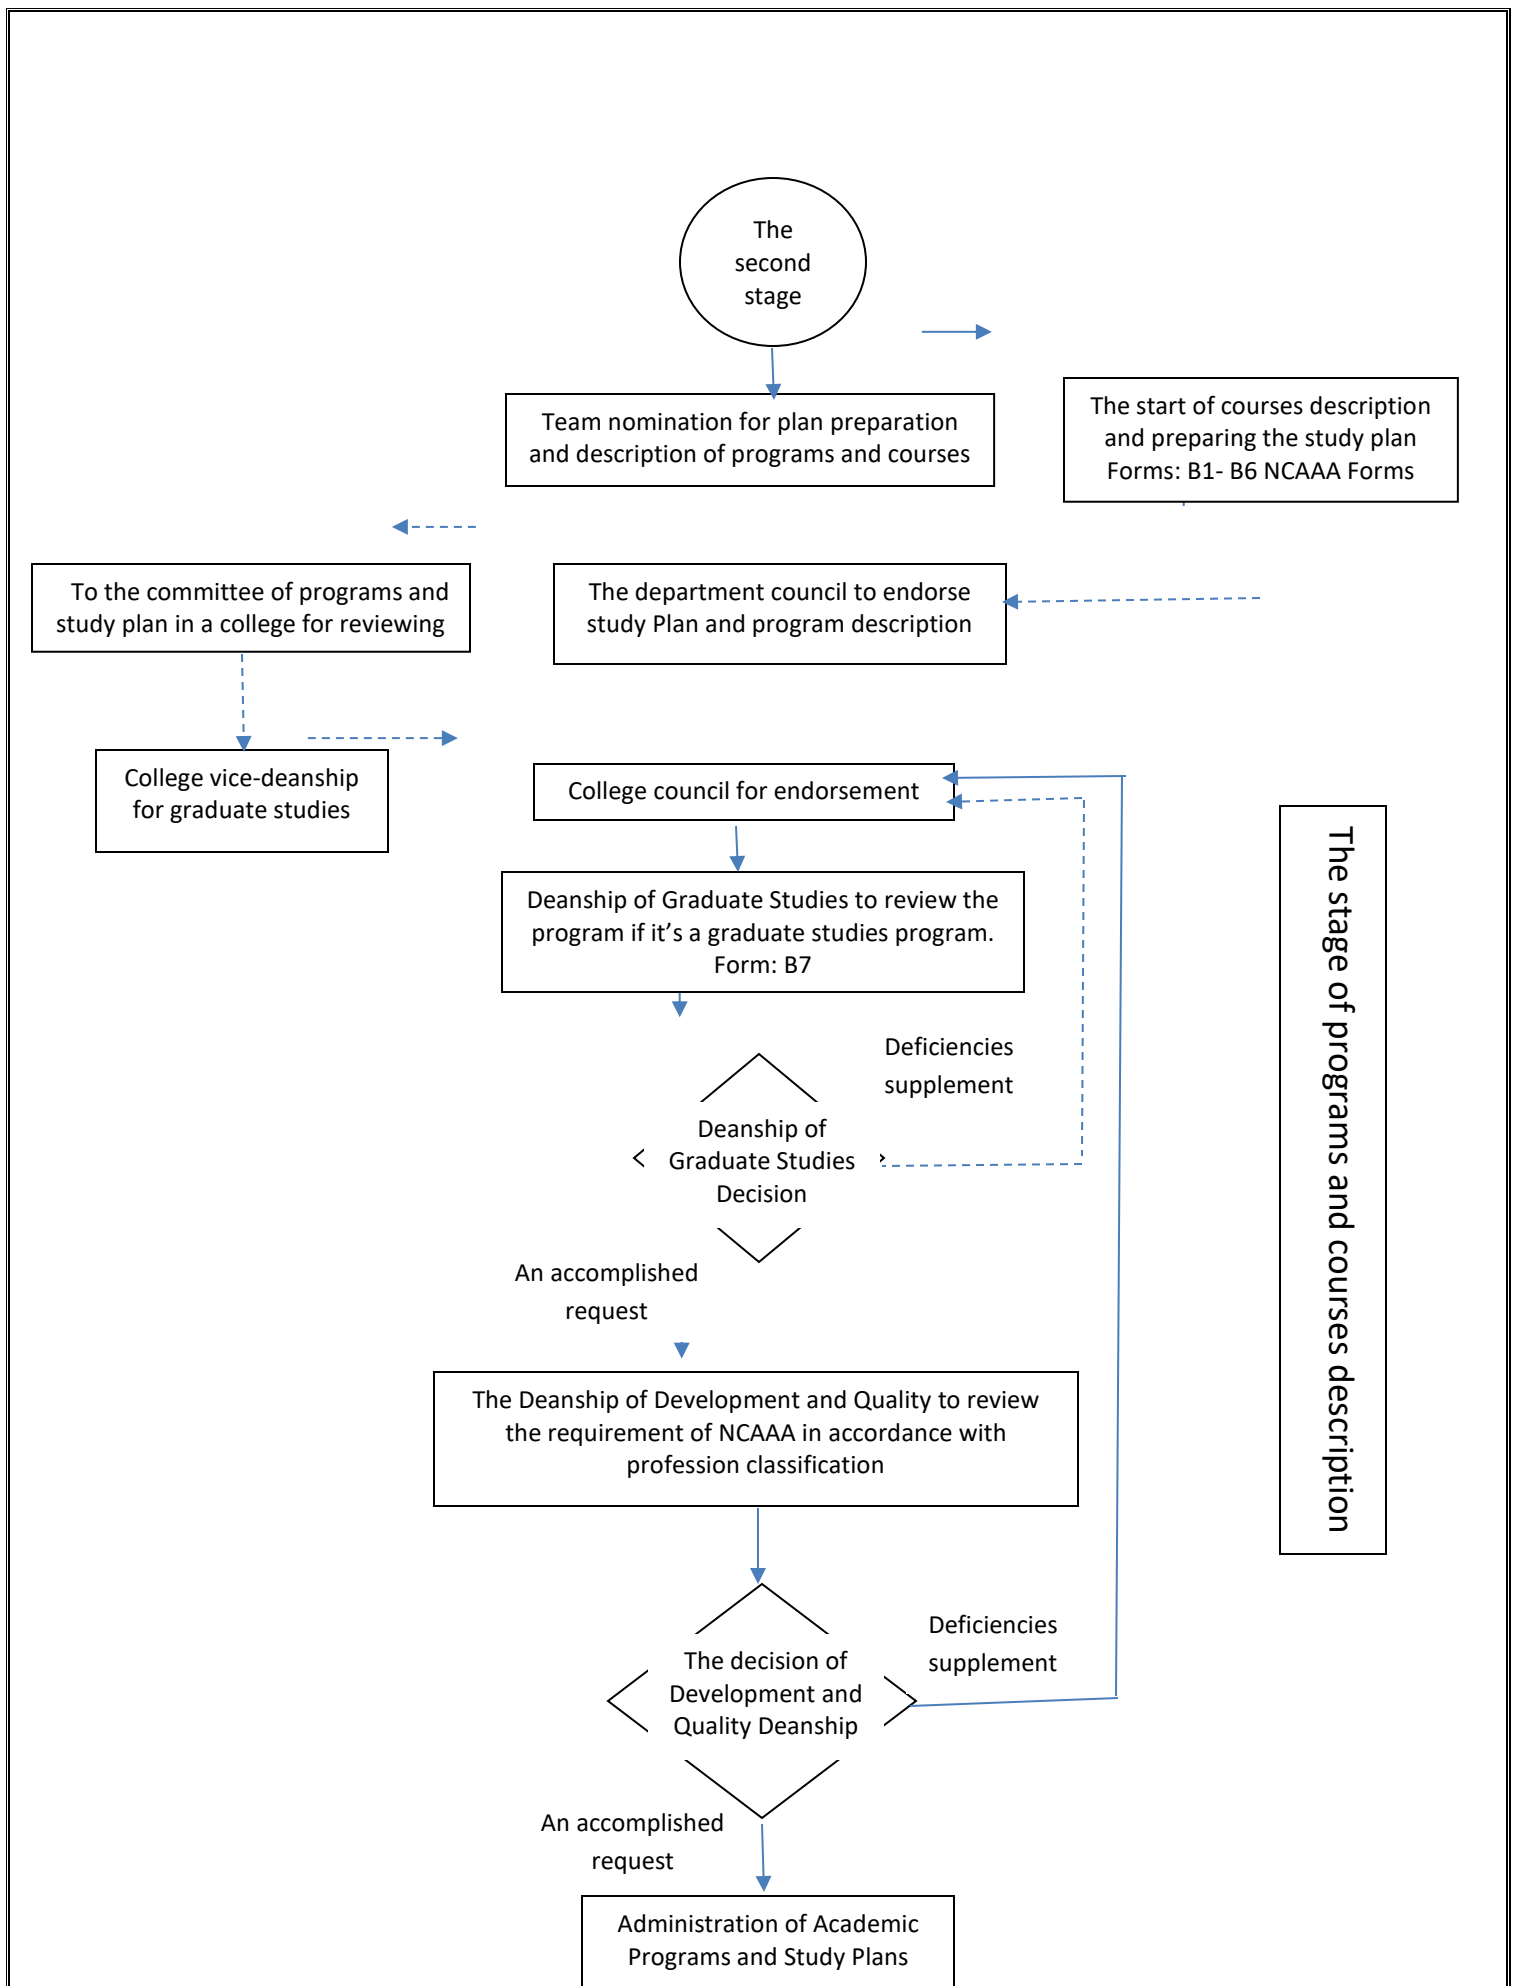 The
second
stage
Team nomination for plan preparation
and description of programs and courses
The start of courses description
and preparing the study plan
Forms: B1- B6 NCAAA Forms
To the committee of programs and
study plan in a college for reviewing
The department council to endorse
study Plan and program description
College vice-deanship
for graduate studies
College council for endorsement
Deanship of Graduate Studies to review the
program if it’s a graduate studies program.
Form: B7
Deficiencies
supplement
Deanship of
Graduate Studies
Decision
An accomplished
request
The Deanship of Development and Quality to review
the requirement of NCAAA in accordance with
profession classification
Deficiencies
supplement
The decision of
Development and
Quality Deanship
An accomplished
request
Administration of Academic
Programs and Study Plans
The stage of programs and courses description